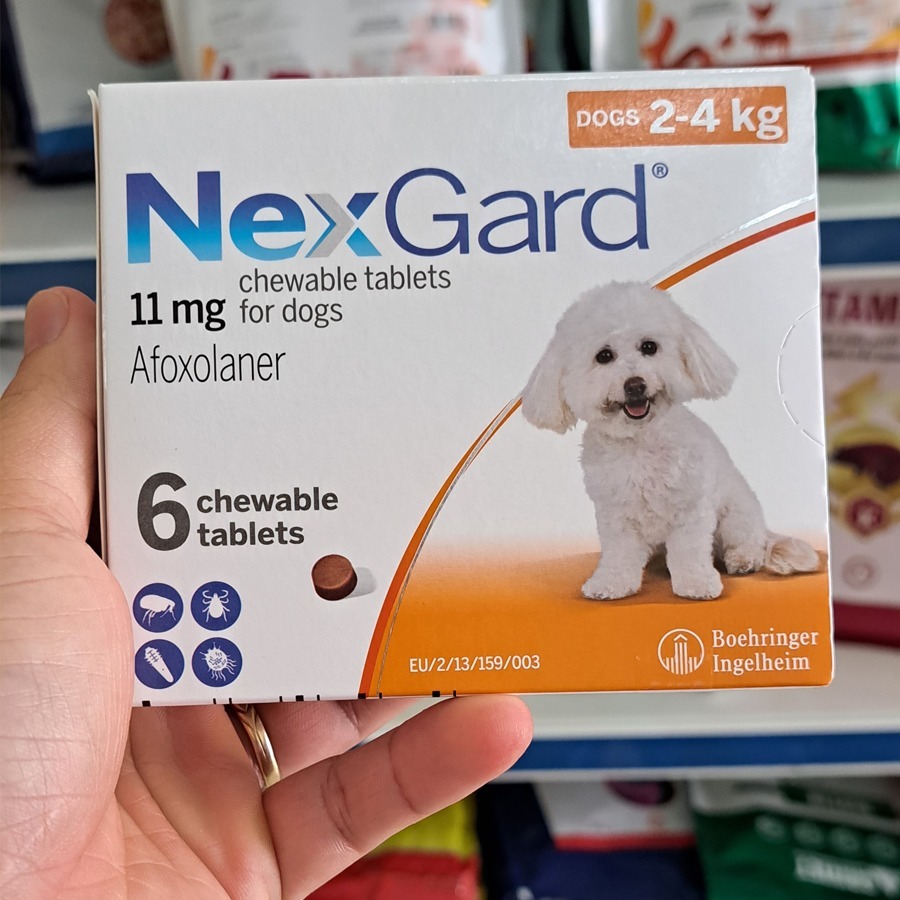 DOGS 2-4 kg
NexGard®
11 mg chewable tablets
for dogs
Afoxolaner
6 chewable
tablets
EU/2/13/159/003
Boehringer
Ingelheim
TAM